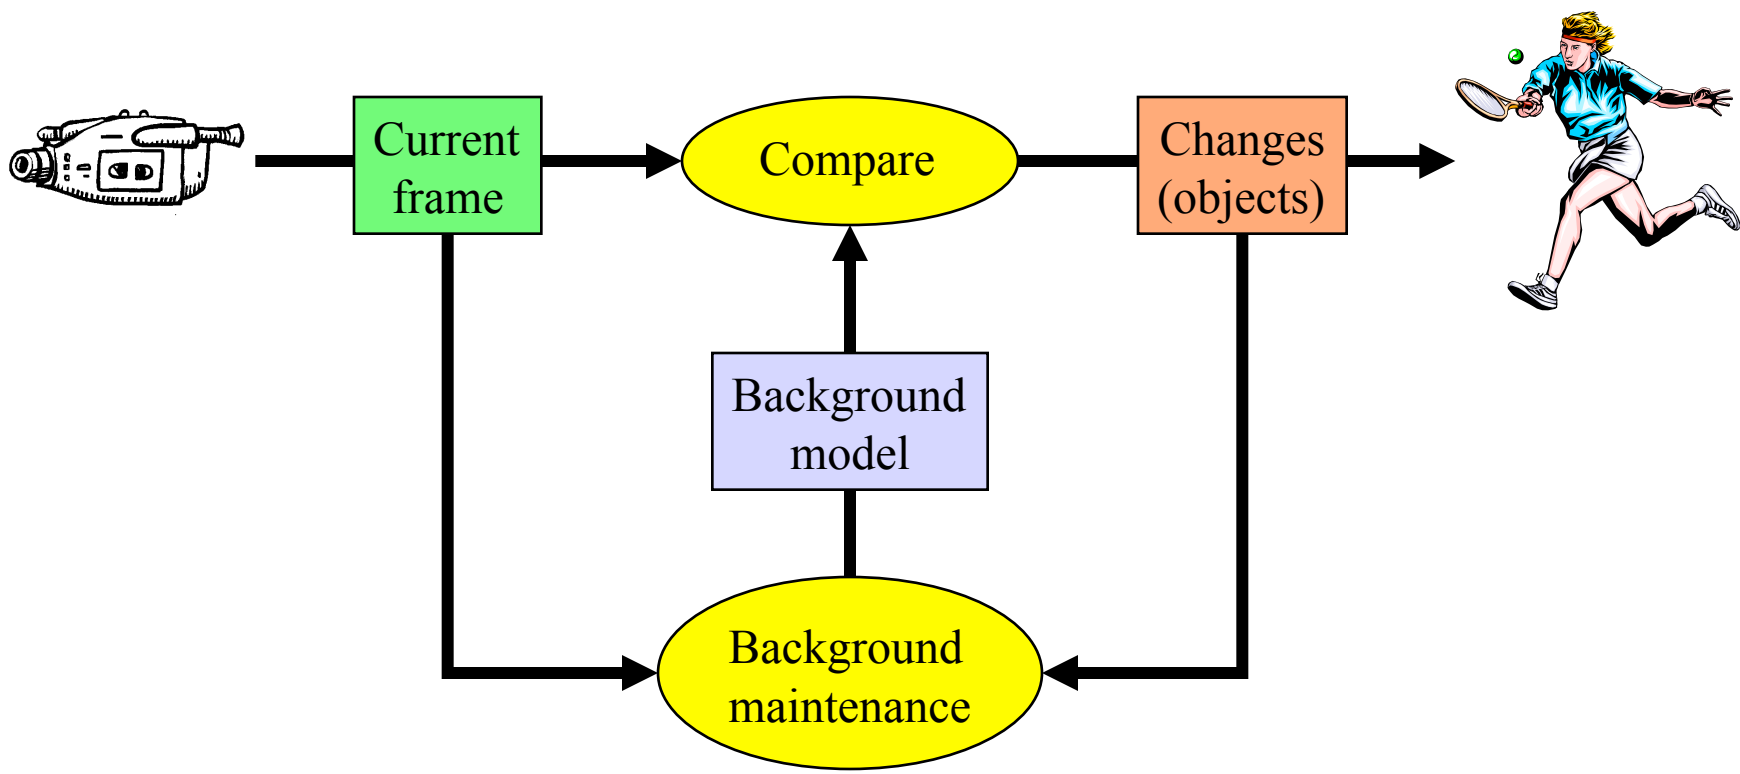 Current
frame
Compare
Changes
(objects)
Background
model
Background
maintenance